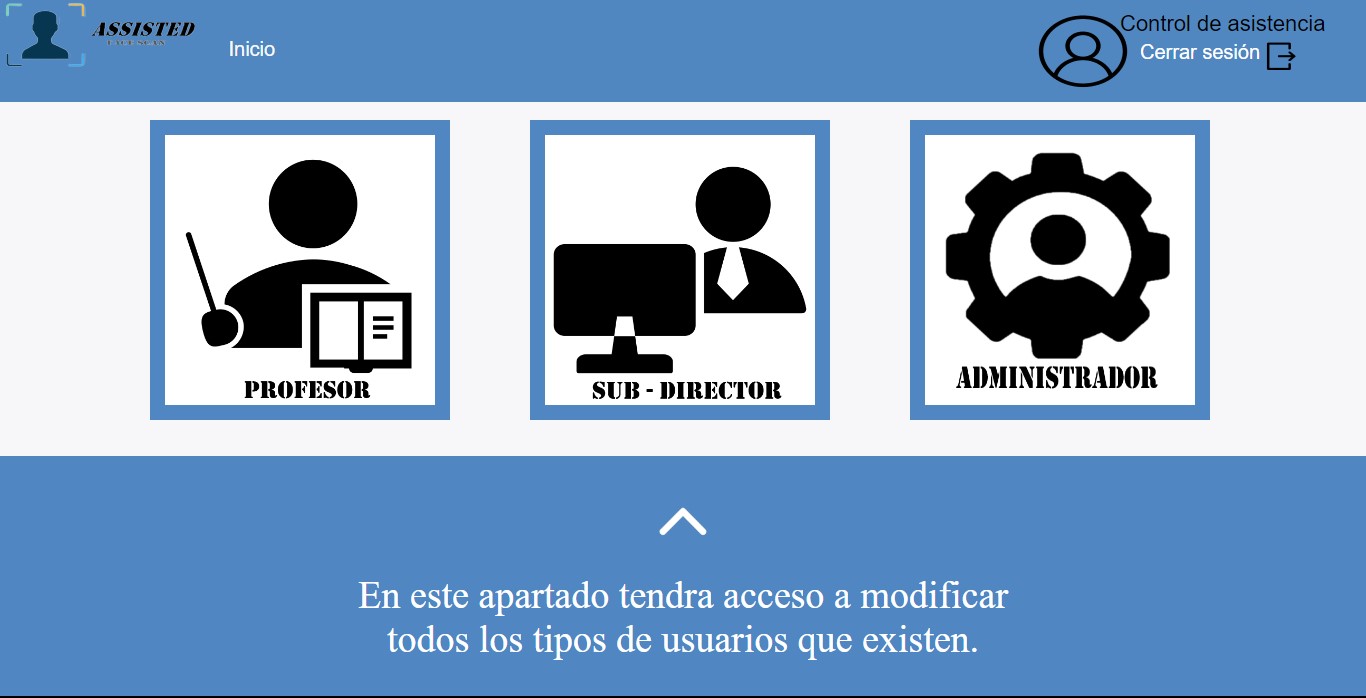 ASSISTED
Inicio
Control de asistencia
Cerrar sesión
PROFESOR
SUB - DIRECTOR
ADMINISTRADOR
En este apartado tendra acceso a modificar
todos los tipos de usuarios que existen.